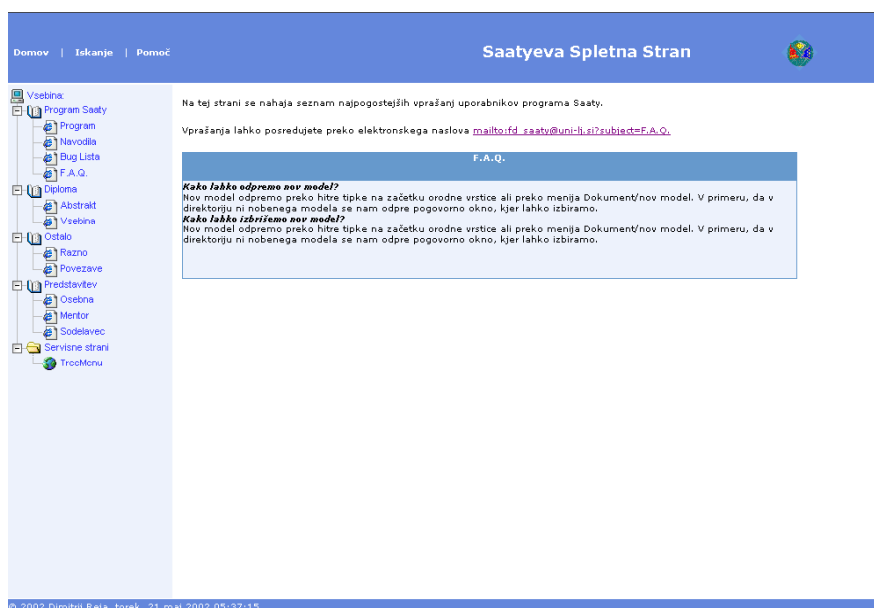 Domov | Iskanje | Pomoč
Saatyeva Spletna Stran
Vsebina:
Program Saaty
Program
Navodila
Bug Lista
F.A.Q.
Diploma
Abstrakt
Vsebina
Ostalo
Razno
Povezave
Predstavitev
Osebna
Mentor
Sodelavec
Servisne strani
TreeMenu
Na tej strani se nahaja seznam najpogostejših vprašanj uporabnikov programa Saaty.
Vprašanja lahko posredujete preko elektronskega naslova mailto:fd_saaty@uni-lj.si?subject=F.A.Q.
F.A.Q.
Kako lahko odpremo nov model?
Nov model odpremo preko hitre tipke na začetku orodne vrstice ali preko menija Dokument/nov model. V primeru, da v
direktoriju ni nobenega modela se nam odpre pogovorno okno, kjer lahko izbiramo.
Kako lahko izbrišemo nov model?
Nov model odpremo preko hitre tipke na začetku orodne vrstice ali preko menija Dokument/nov model. V primeru, da v
direktoriju ni nobenega modela se nam odpre pogovorno okno, kjer lahko izbiramo.
© 2002 Dimitrij Reja, torek, 21 maj 2002 05:37:15